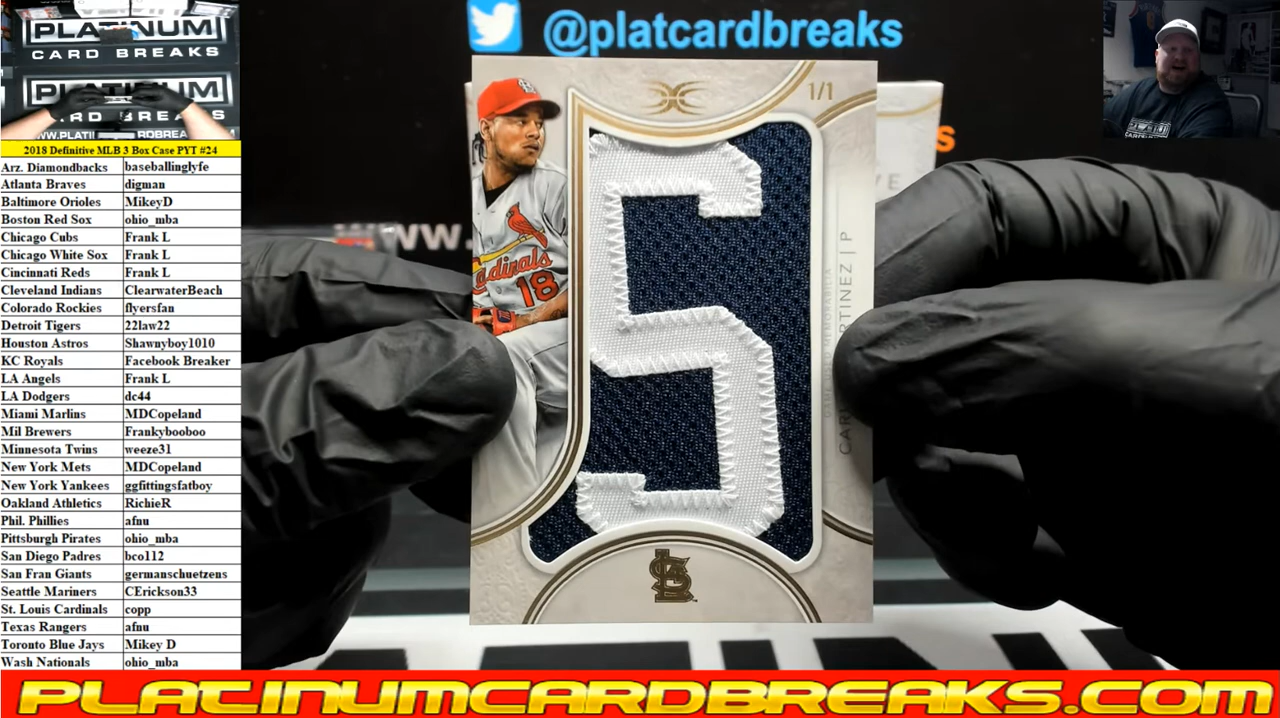 PLATINUM
CARD BREAKS
PLATINUM
@platcardbreaks
1/1
Cardinals
18
S
MARTINEZ | P
2018 Definitive MLB 3 Box Case PYT #24
Arz. Diamondbacks baseballinglyfe
Atlanta Braves digman
Baltimore Orioles MikeyD
Boston Red Sox ohio_mba
Chicago Cubs Frank L
Chicago White Sox Frank L
Cincinnati Reds Frank L
Cleveland Indians ClearwaterBeach
Colorado Rockies flyersfan
Detroit Tigers 22law22
Houston Astros Shawnyboy1010
KC Royals Facebook Breaker
LA Angels Frank L
LA Dodgers dc44
Miami Marlins MDCopeland
Mil Brewers Frankybooboo
Minnesota Twins weeze31
New York Mets MDCopeland
New York Yankees ggfittingsfatboy
Oakland Athletics RichieR
Phil. Phillies afnu
Pittsburgh Pirates ohio_mba
San Diego Padres bco112
San Fran Giants germanschuetzens
Seattle Mariners CErickson33
St. Louis Cardinals copp
Texas Rangers afnu
Toronto Blue Jays Mikey D
Wash Nationals ohio_mba
PLATINUMCARDBREAKS.COM